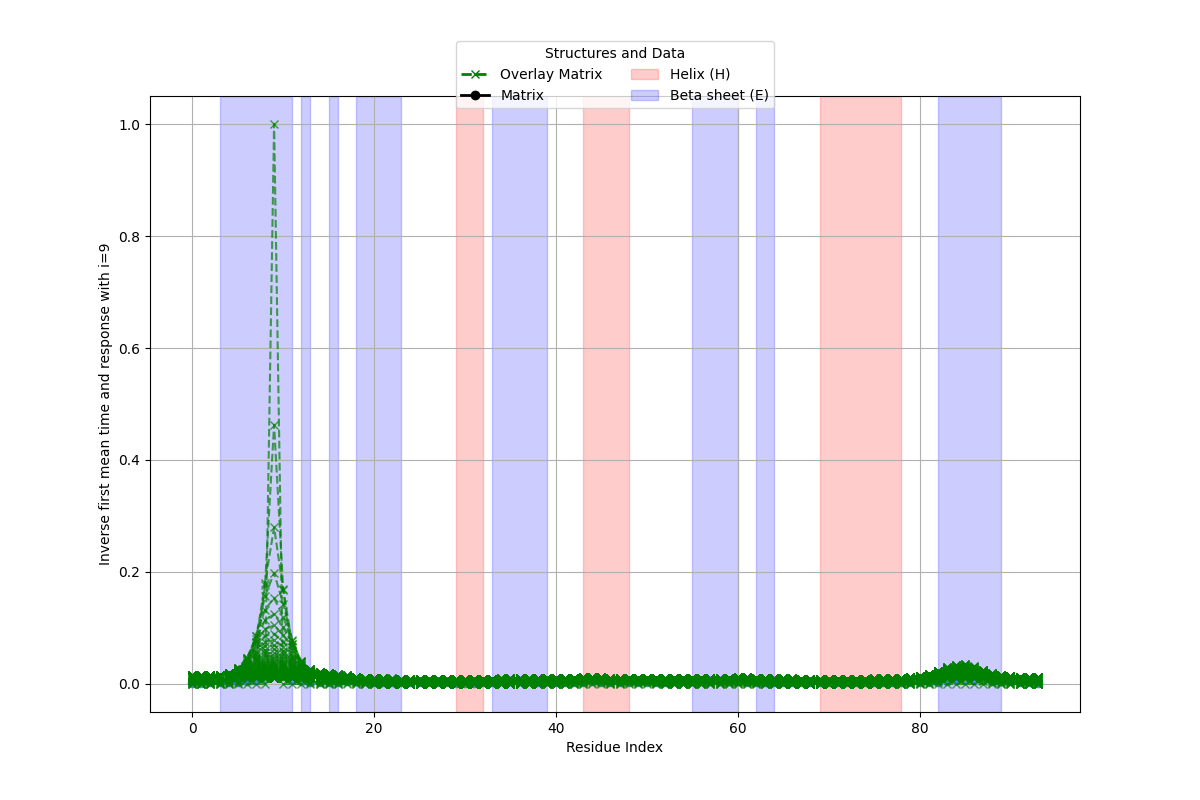 Structures and Data
Overlay Matrix
Matrix
Helix (H)
Beta sheet (E)
Inverse first mean time and response with i=9
1.0
0.8
0.6
0.4
0.2
0.0
0 20 40 60 80
Residue Index